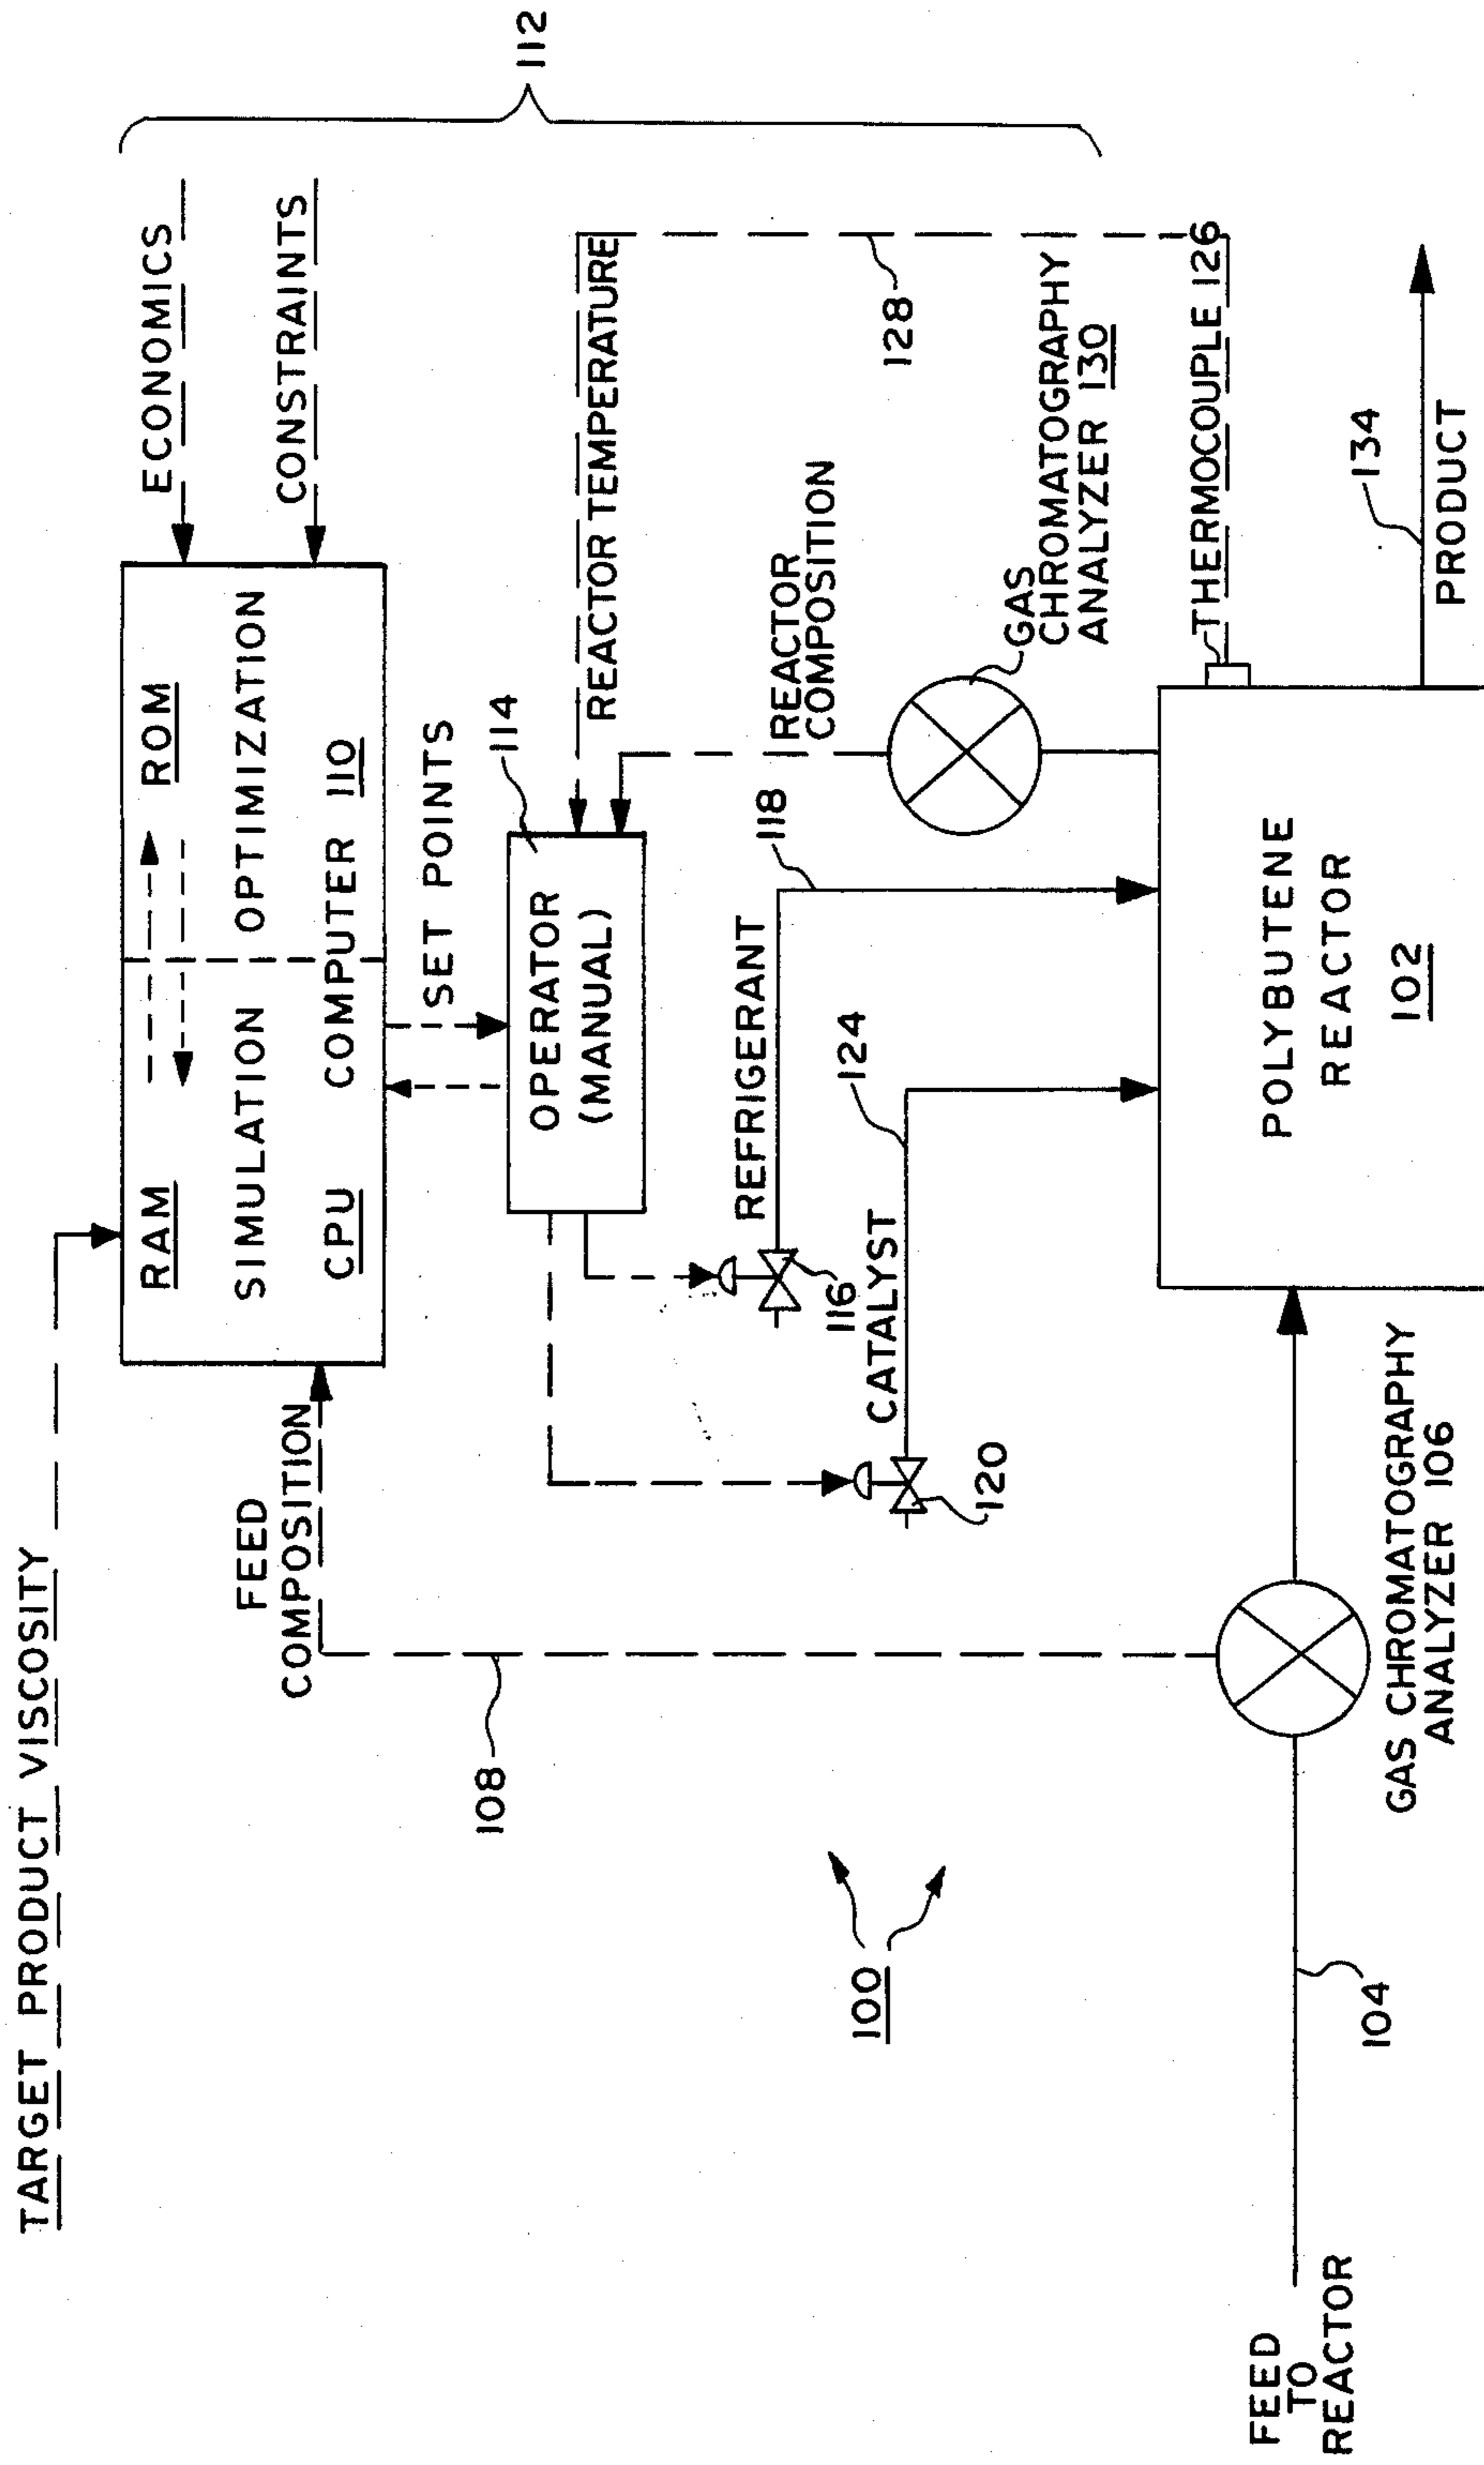 TARGET PRODUCT VISCOSITY
ECONOMICS
CONSTRAINTS
112
RAM
ROM
SIMULATION OPTIMIZATION
CPU COMPUTER 110
FEED
COMPOSITION
SET POINTS
114
OPERATOR
(MANUAL)
REACTOR TEMPERATURE
108
REFRIGERANT
118
116
REACTOR
COMPOSITION
128
CATALYST
124
120
GAS
CHROMATOGRAPHY
ANALYZER 130
100
THERMOCOUPLE 126
POLYBUTENE
REACTOR
102
134
PRODUCT
FEED
TO
REACTOR
104
GAS CHROMATOGRAPHY
ANALYZER 106